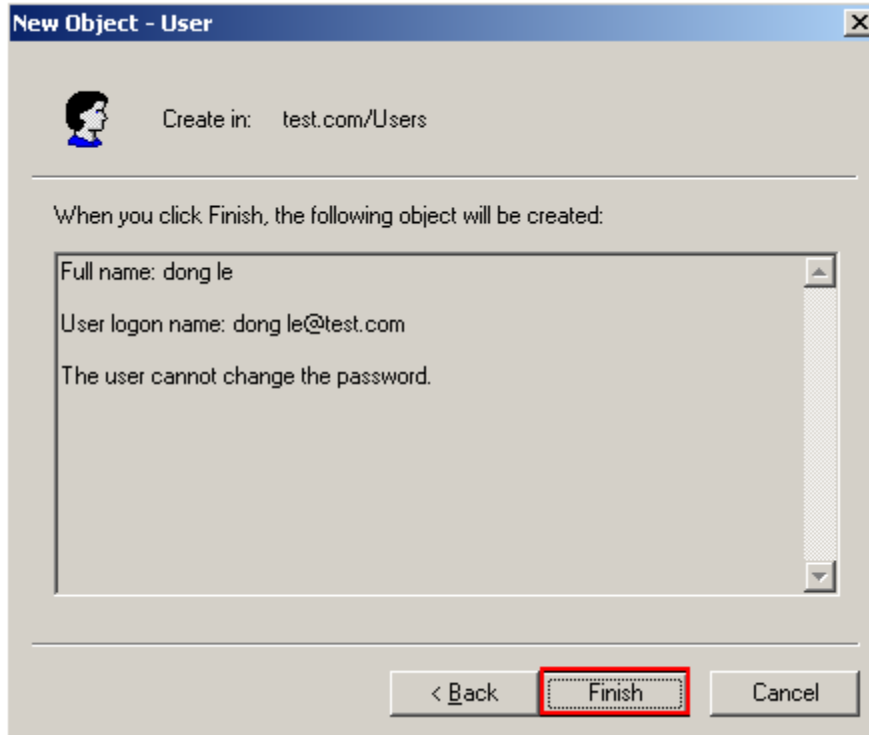 New Object - User
Create in: test.com/Users
When you click Finish, the following object will be created:
Full name: dong le
User logon name: dong le@test.com
The user cannot change the password.
< Back Finish Cancel